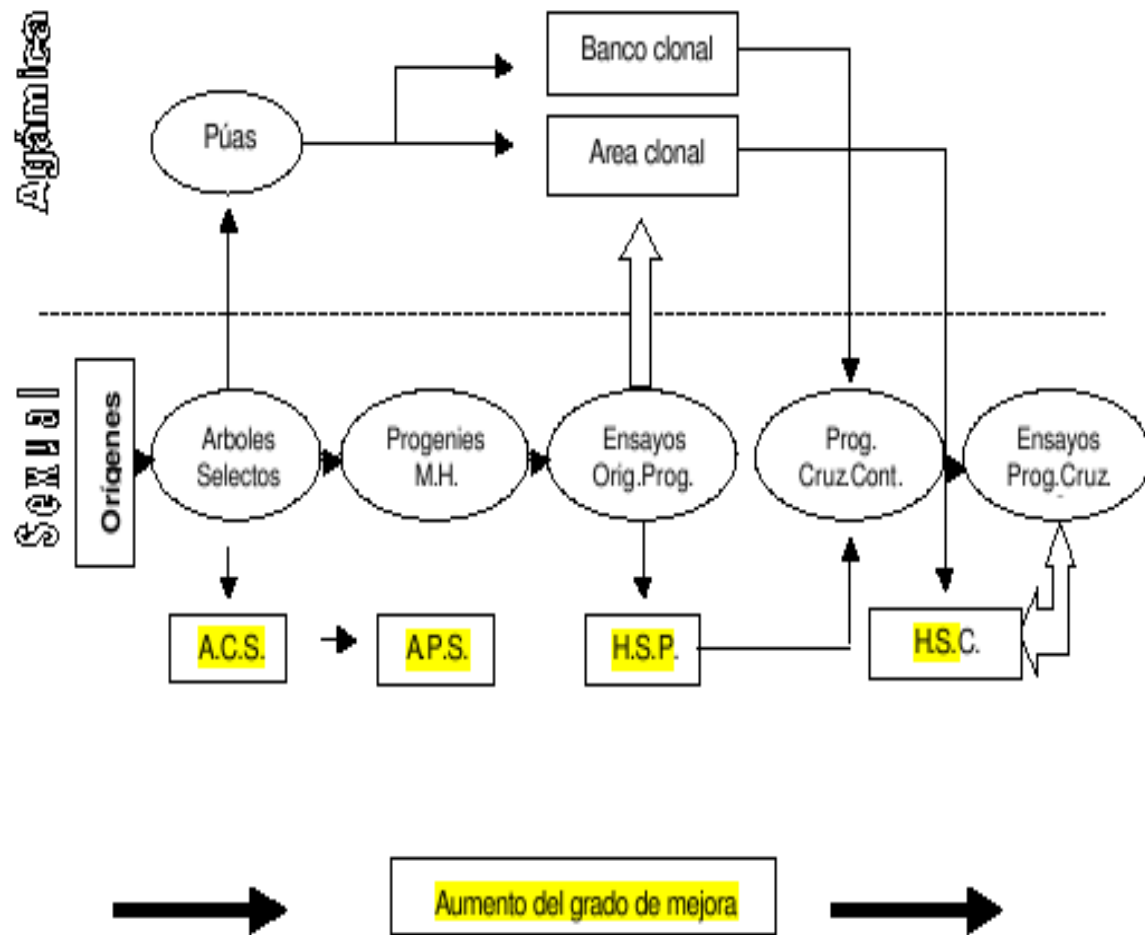 Agámica
Púas
Banco clonal
Area clonal
Sexual
Orígenes
Arboles
Selectos
Progenies
M.H.
Ensayos
Orig.Prog.
Prog.
Cruz.Cont.
Ensayos
Prog.Cruz.
A.C.S.
A.P.S.
H.S.P.
H.S.C.
Aumento del grado de mejora